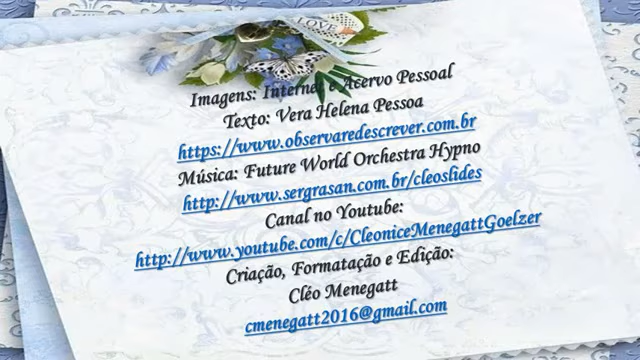 LOVE
Imagens: Internet e Acervo Pessoal
Texto: Vera Helena Pessoa
https://www.observaredescrever.com.br
Música: Future World Orchestra Hypno
http://www.sergrasan.com.br/cleoslides
Canal no Youtube:
http://www.youtube.com/c/CleoniceMenegattGoelzer
Criação, Formatação e Edição:
Cléo Menegatt
cmenegatt2016@gmail.com